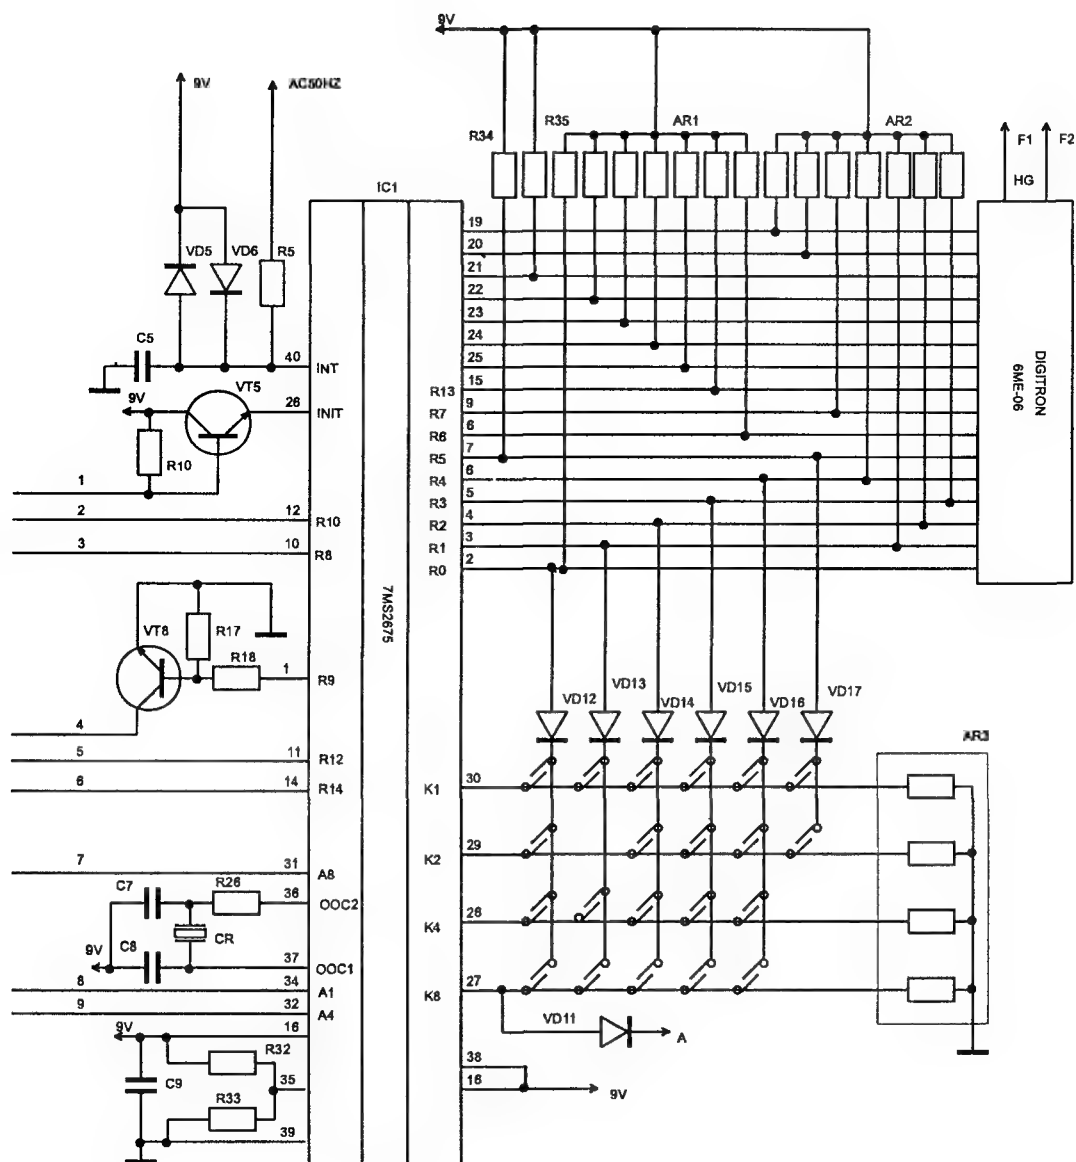 9V
9V
AC50HZ
R34
R35
AR1
AR2
F1
F2
HG
IC1
VD5
VD6
R5
C5
40
INT
VT5
9V
26
INIT
R10
1
2
12
R10
3
10
R8
19
20
21
22
23
24
25
R13
15
R7
9
R6
6
R5
7
R4
6
R3
5
R2
4
R1
3
R0
2
DIGITRON
6ME-06
7MS2675
VT8
R17
R18
1
R9
4
5
11
R12
6
14
R14
VD12
VD13
VD14
VD15
VD16
VD17
AR3
K1
30
K2
29
K4
28
K8
27
VD11
A
7
31
A8
C7
R26
36
OOC2
CR
C8
9V
37
OOC1
8
34
A1
9
32
A4
9V
16
R32
C9
35
R33
39
38
16
9V